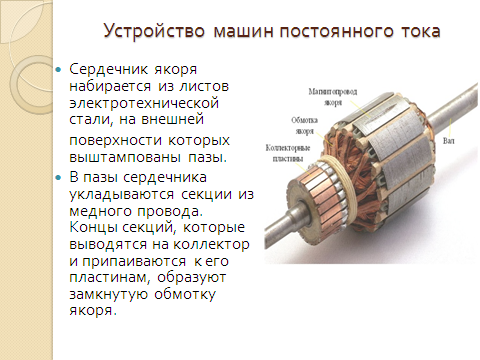 Устройство машин постоянного тока
Сердечник якоря
набирается из листов
электротехнической
стали, на внешней
поверхности которых
выштампованы пазы.
В пазы сердечника
укладываются секции из
медного провода.
Концы секций, которые
выводятся на коллектор
и припаиваются к его
пластинам, образуют
замкнутую обмотку
якоря.
Магнитопровод
якоря
Обмотка
якоря
Коллекторные
пластины
Вал